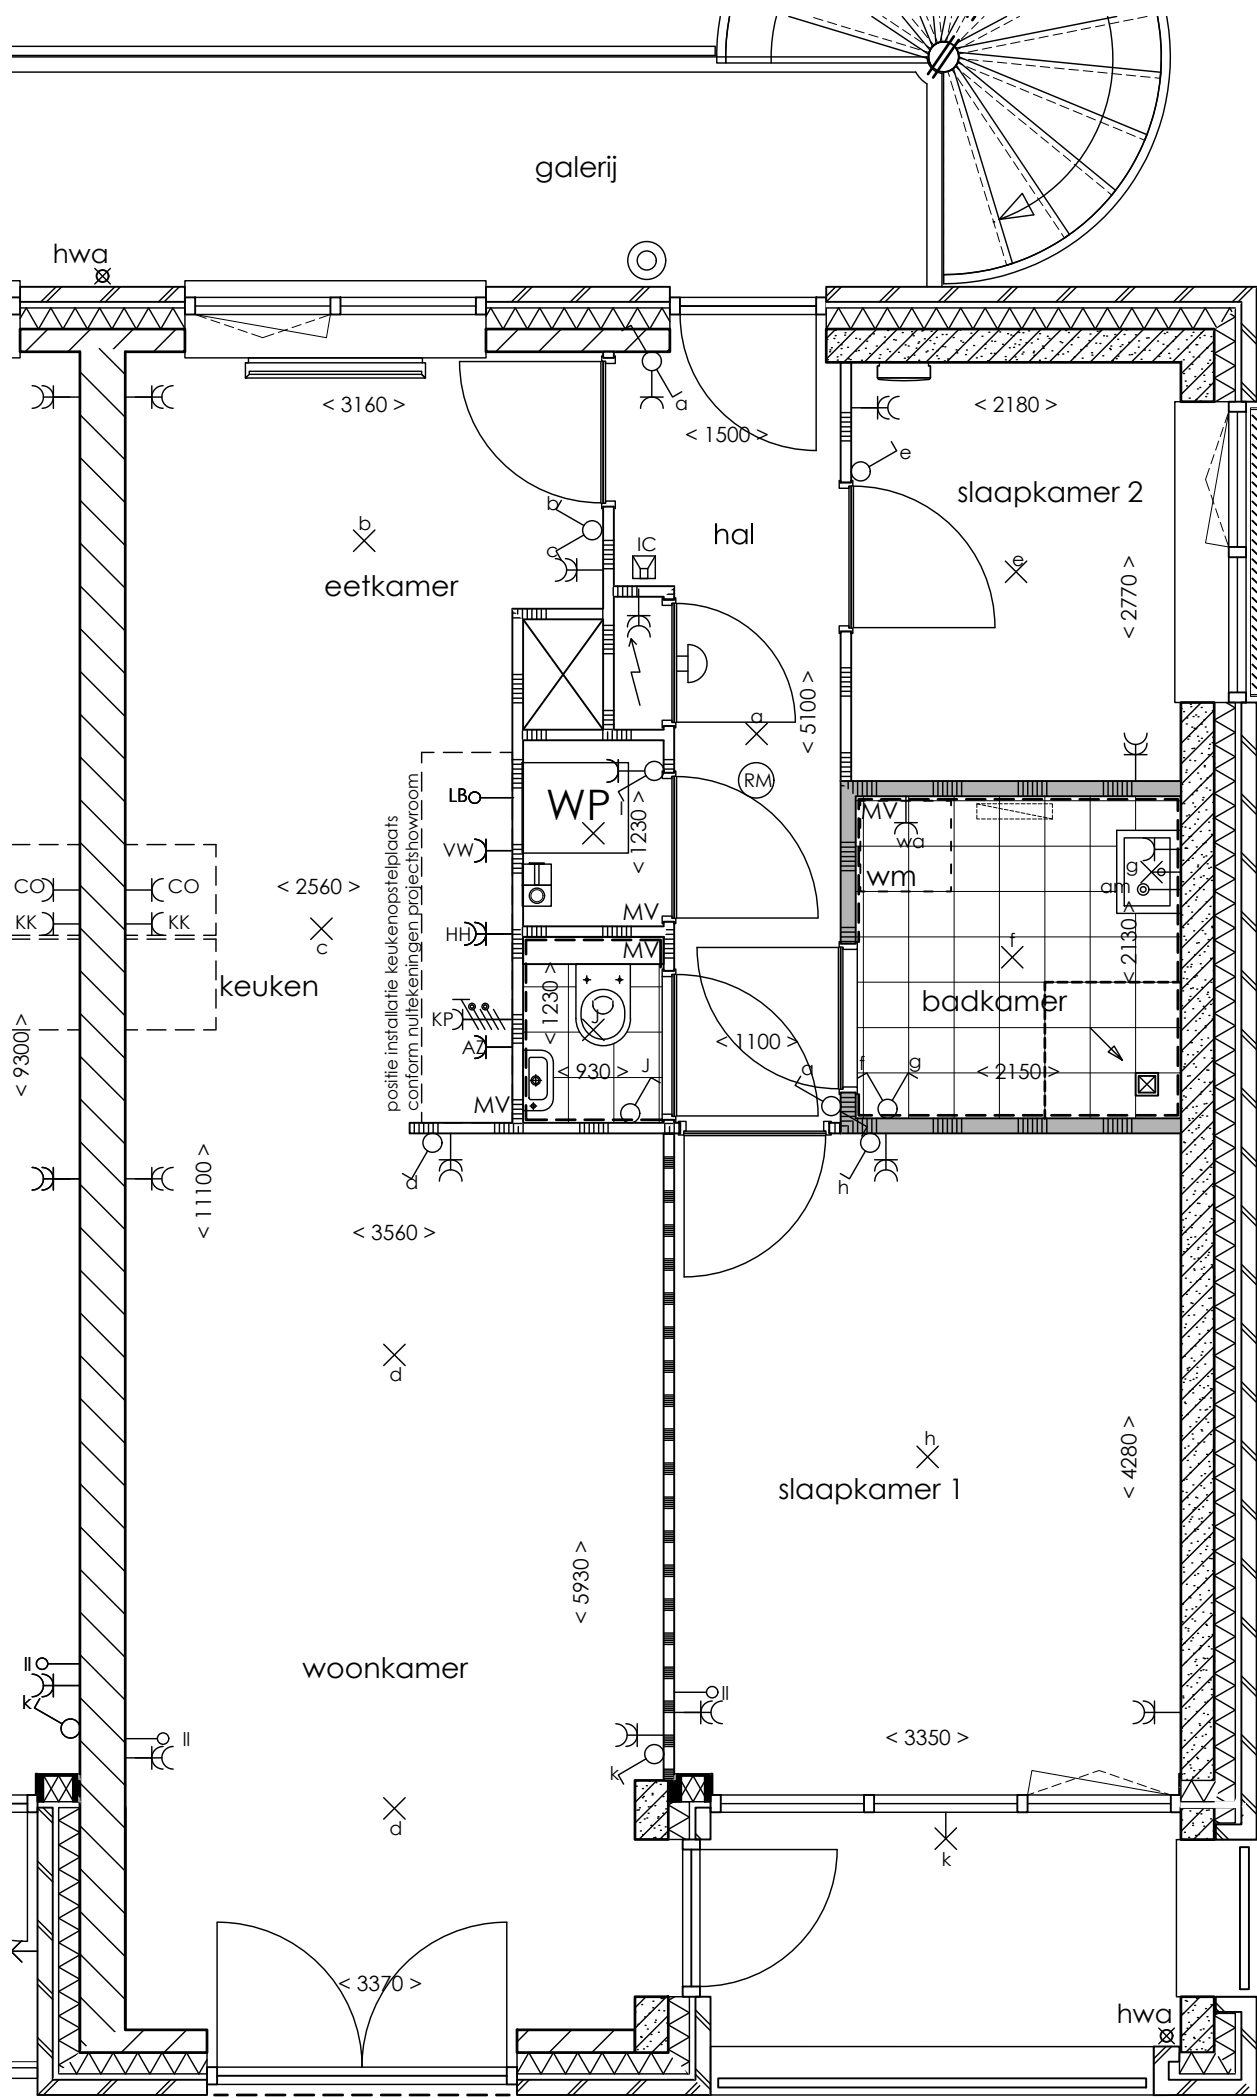 galerij
hwa
< 3160 >
a
< 1500 >
< 2180 >
e
slaapkamer 2
b
b
c
hal
IC
e
eetkamer
< 2770 >
a
< 5100 >
RM
LB
WP
< 1230 >
MV
wa
VW
CO
CO
< 2560 >
wm
g
am
KK
KK
c
HH
MV
MV
f
< 2130 >
keuken
positie installatie keukenopstelplaats
conform nultekeningen projectshowroom
KP
< 1230 >
J
badkamer
< 9300 >
AZ
< 930 >
J
< 1100 >
a
f
g
< 2150 >
MV
< 11100 >
d
h
< 3560 >
d
h
< 4280 >
slaapkamer 1
< 5930 >
woonkamer
II
k
II
II
k
< 3350 >
d
k
< 3370 >
hwa